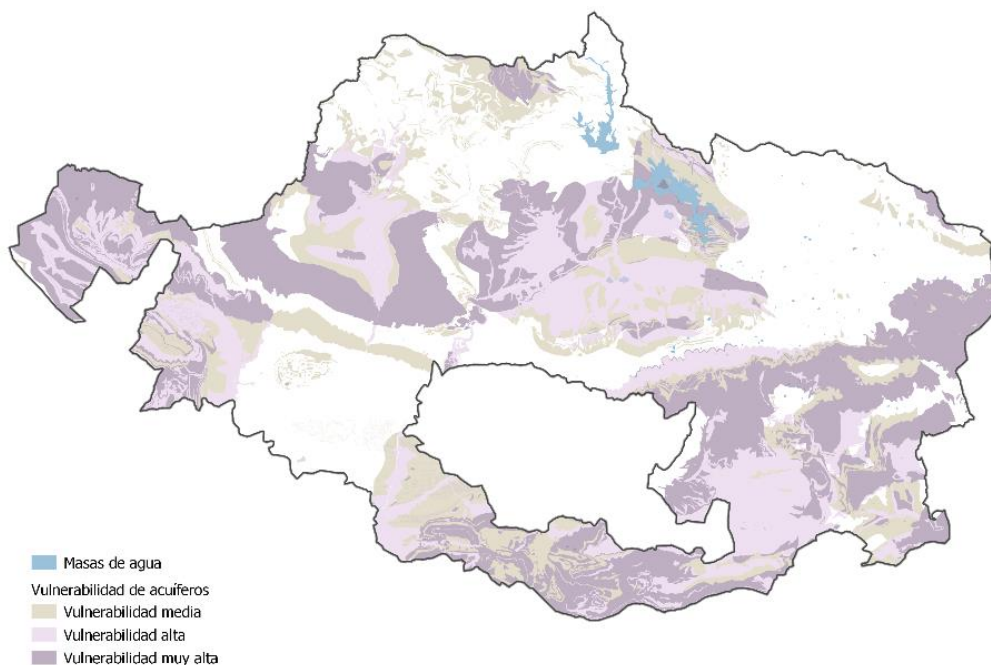 Masas de agua
Vulnerabilidad de acuíferos
Vulnerabilidad media
Vulnerabilidad alta
Vulnerabilidad muy alta